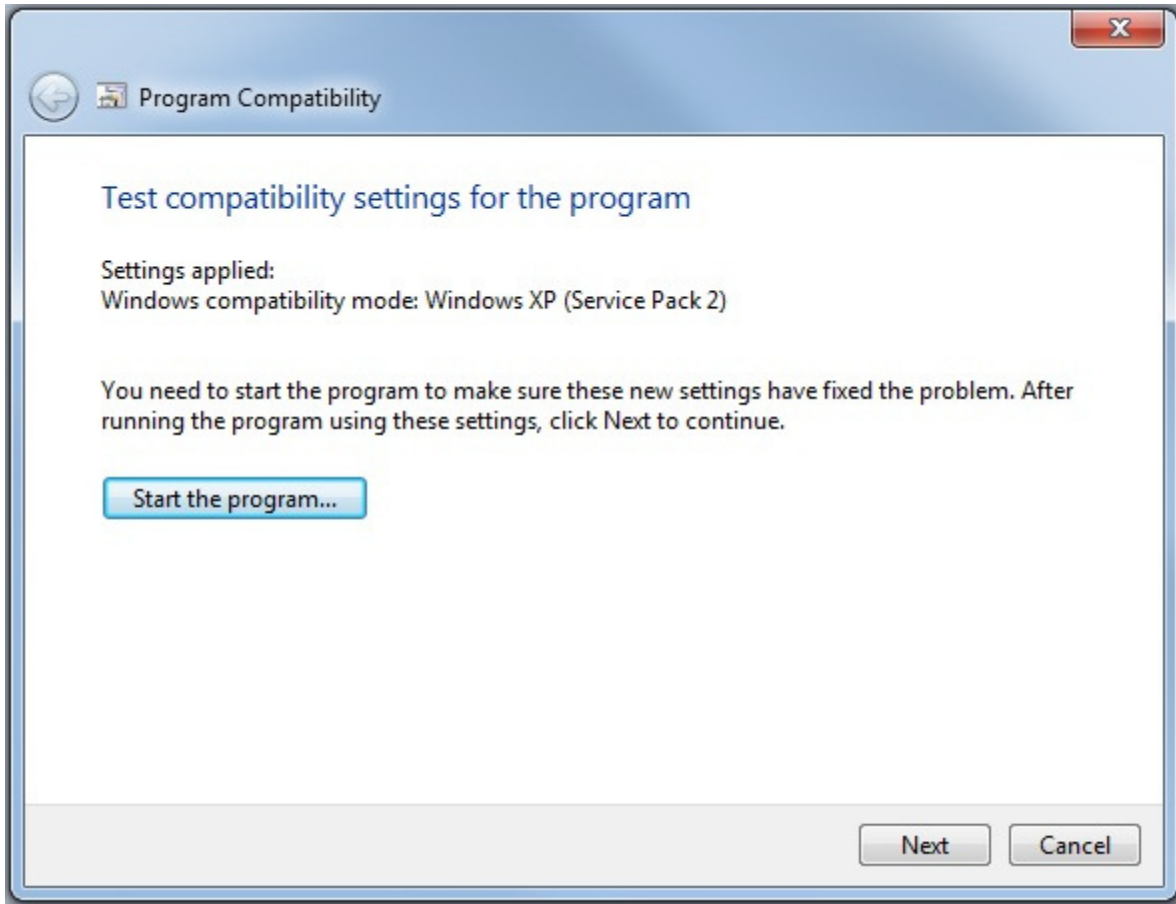 Program Compatibility
Test compatibility settings for the program
Settings applied:
Windows compatibility mode: Windows XP (Service Pack 2)
You need to start the program to make sure these new settings have fixed the problem. After
running the program using these settings, click Next to continue.
Start the program...
Next
Cancel